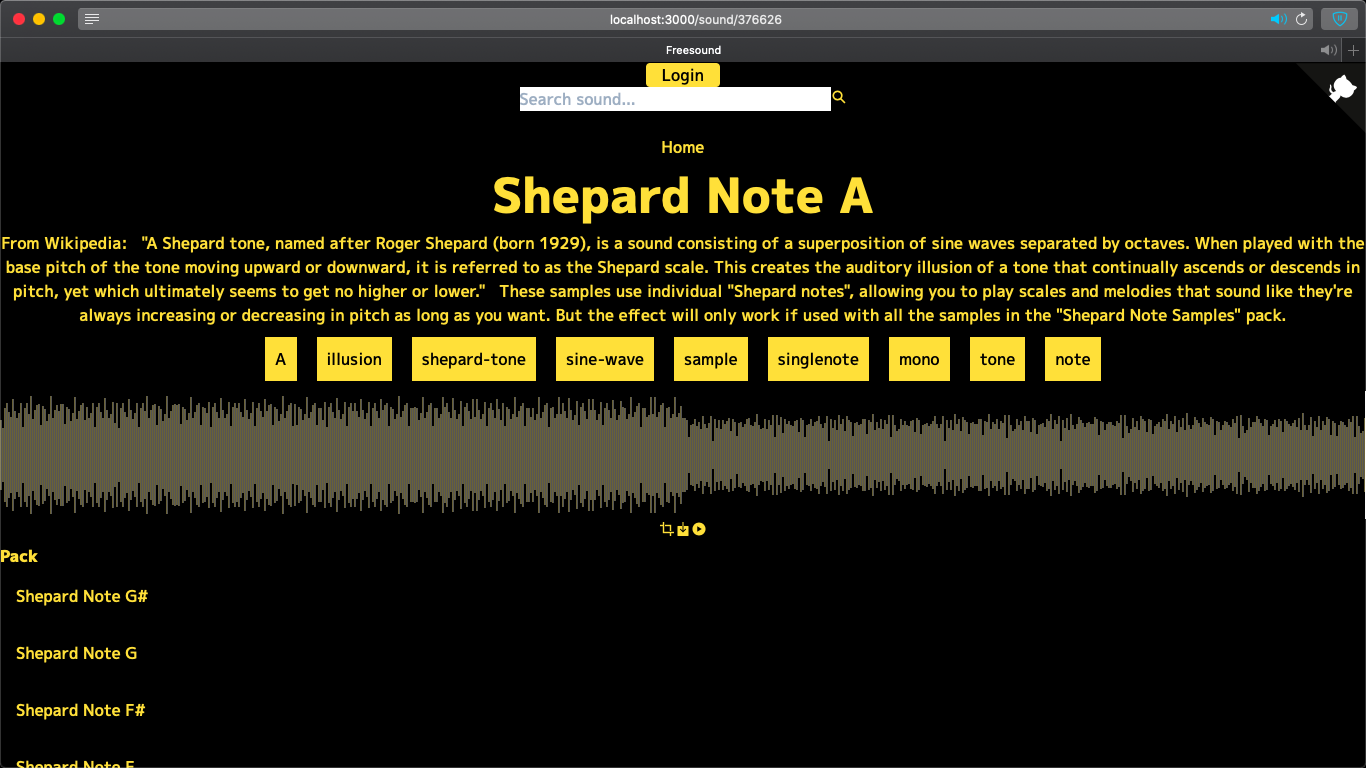 localhost:3000/sound/376626
Freesound
Login
Search sound...
Home
Shepard Note A
From Wikipedia: "A Shepard tone, named after Roger Shepard (born 1929), is a sound consisting of a superposition of sine waves separated by octaves. When played with the
base pitch of the tone moving upward or downward, it is referred to as the Shepard scale. This creates the auditory illusion of a tone that continually ascends or descends in
pitch, yet which ultimately seems to get no higher or lower." These samples use individual "Shepard notes", allowing you to play scales and melodies that sound like they're
always increasing or decreasing in pitch as long as you want. But the effect will only work if used with all the samples in the "Shepard Note Samples" pack.
A illusion shepard-tone sine-wave sample singlenote mono tone note
Pack
Shepard Note G#
Shepard Note G
Shepard Note F#
Shepard Note